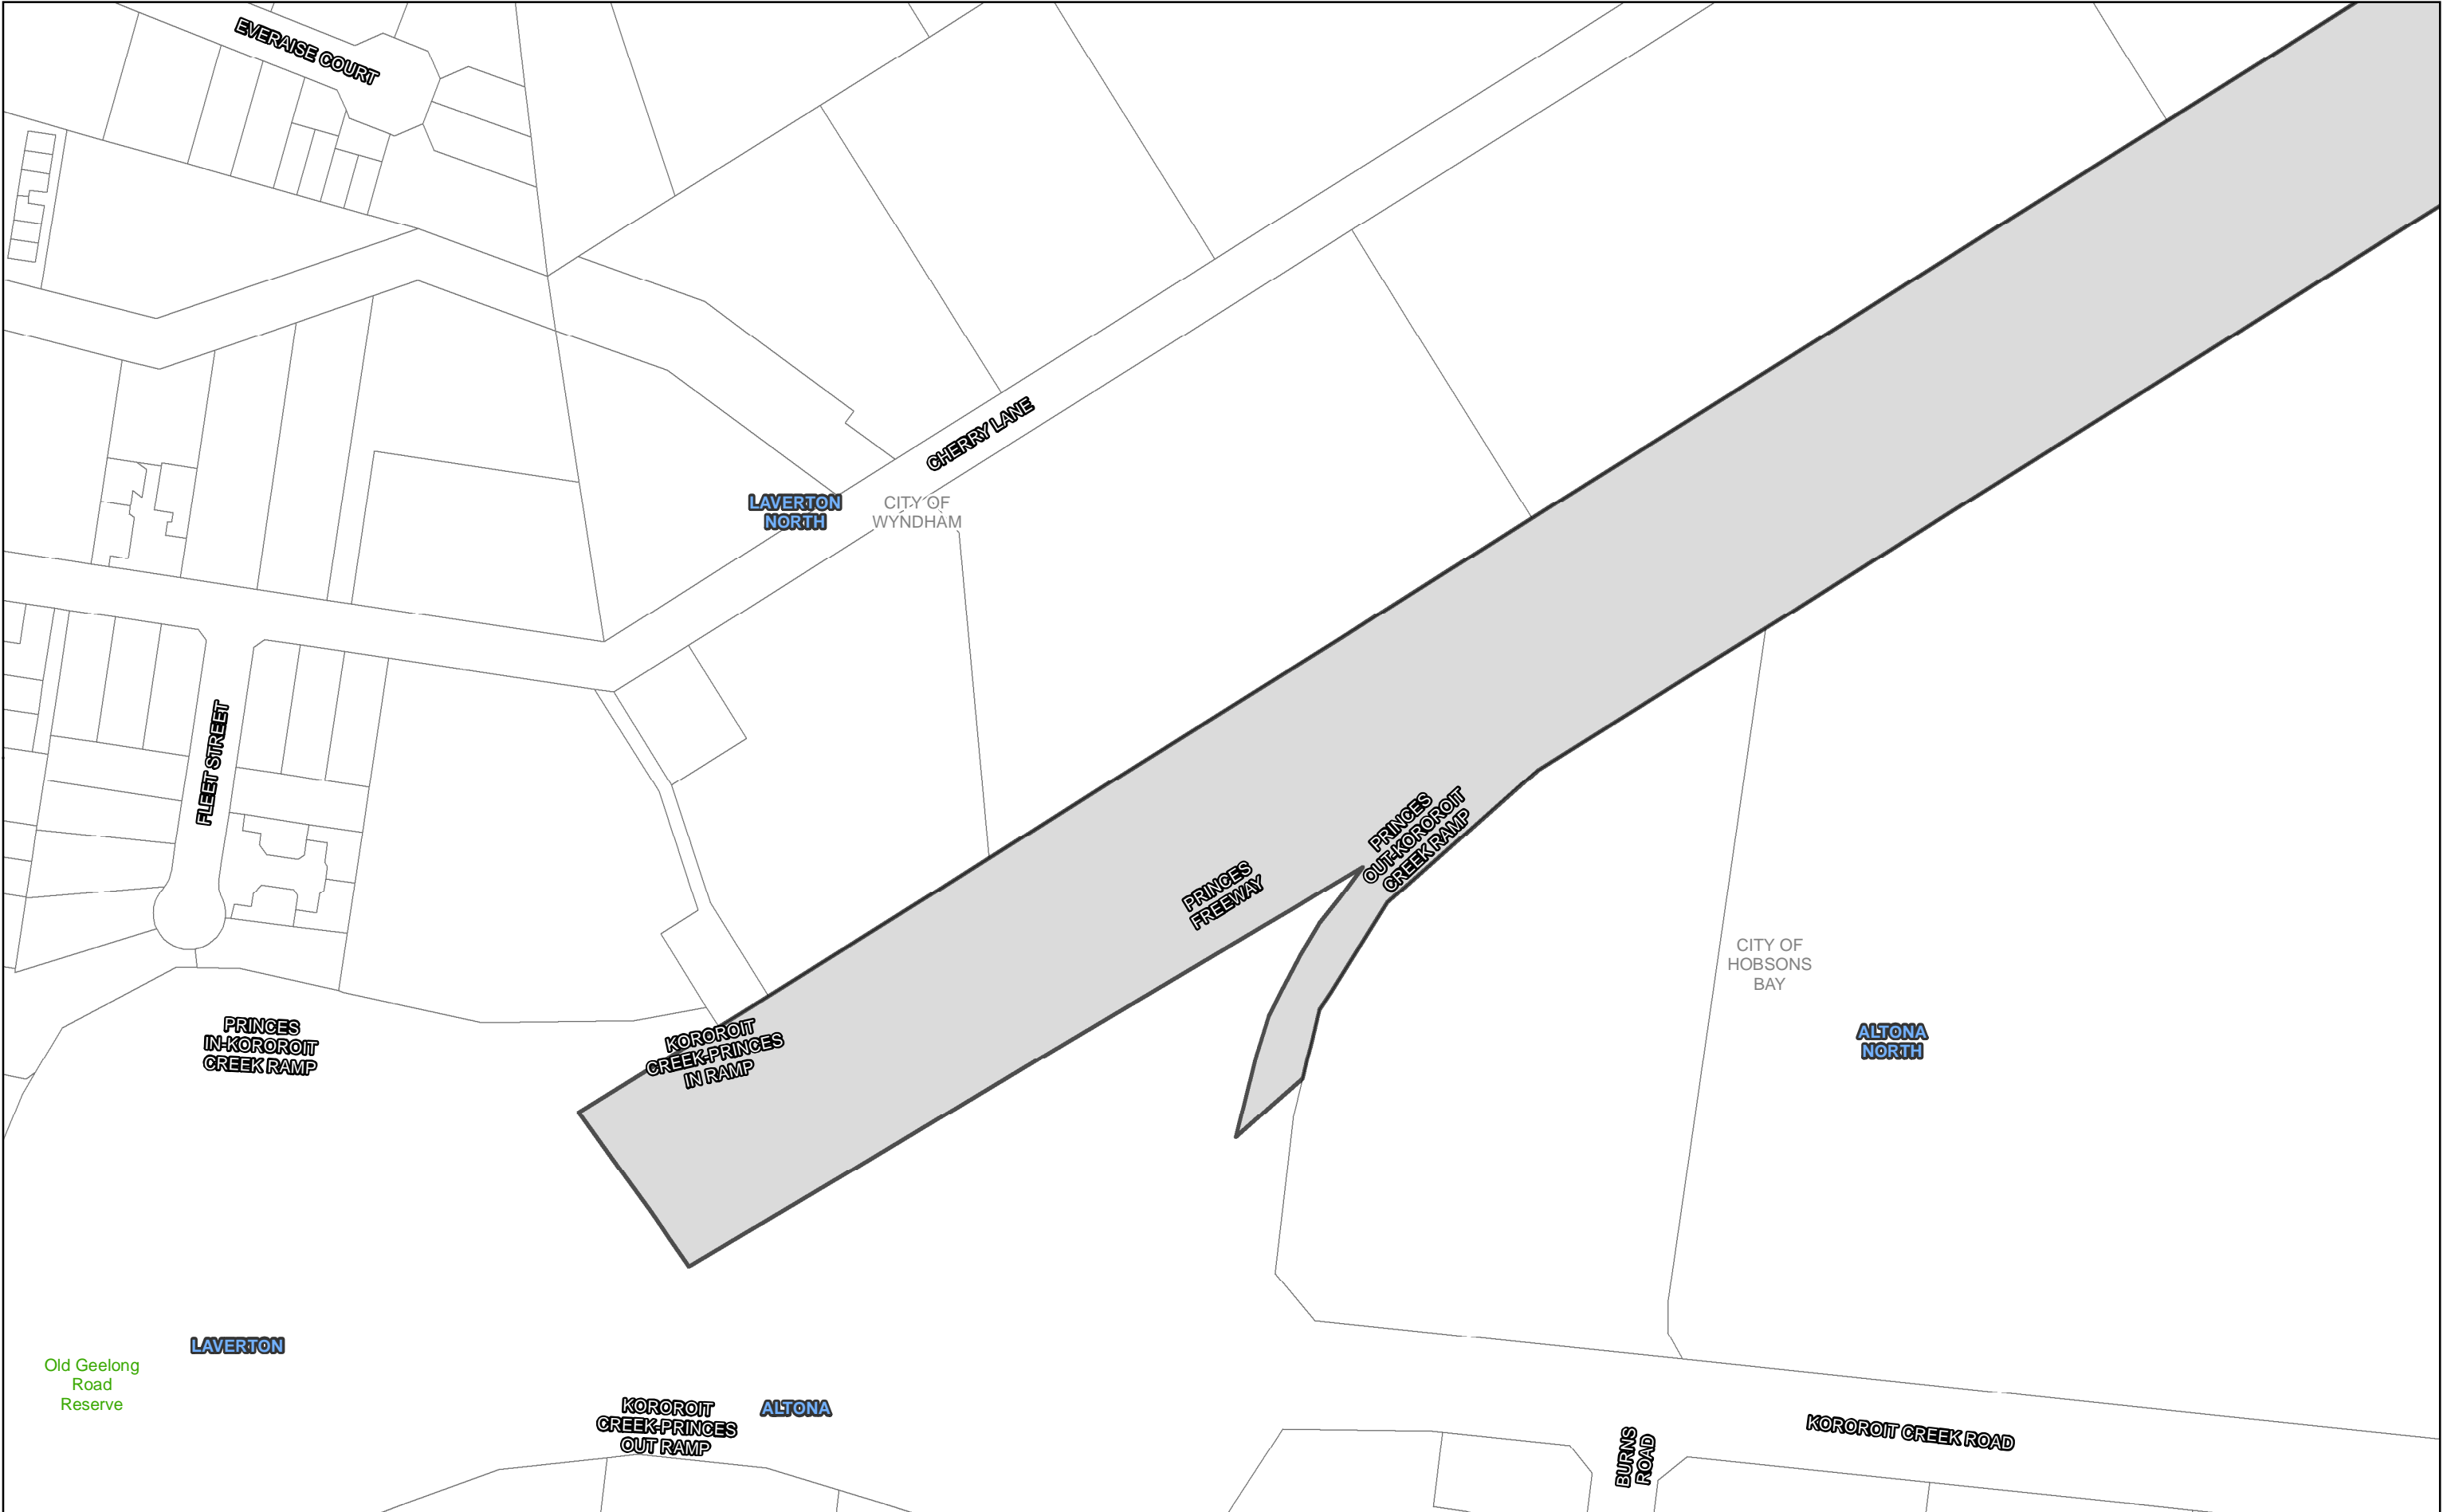 EVERAISE COURT
CHERRY LANE
LAVERTON
NORTH
CITY OF
WYNDHAM
FLEET STREET
PRINCES
OUT-KOROROIT
CREEK RAMP
PRINCES
FREEWAY
CITY OF
HOBSONS
BAY
PRINCES
IN-KOROROIT
CREEK RAMP
KOROROIT
CREEK-PRINCES
IN RAMP
ALTONA
NORTH
LAVERTON
Old Geelong
Road
Reserve
KOROROIT
CREEK-PRINCES
OUT RAMP
ALTONA
BURNS
ROAD
KOROROIT CREEK ROAD